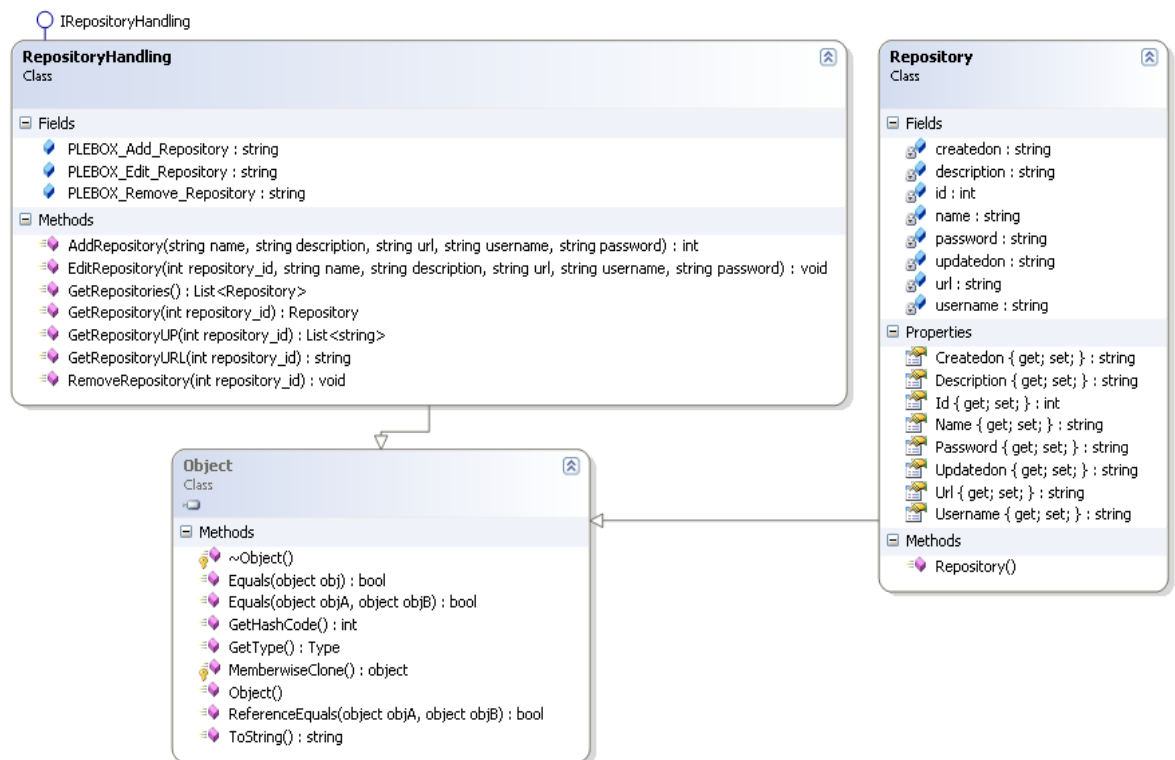 IRepositoryHandling
RepositoryHandling
Class
Fields
PLEBOX_Add_Repository : string
PLEBOX_Edit_Repository : string
PLEBOX_Remove_Repository : string
Methods
AddRepository(string name, string description, string url, string username, string password) : int
EditRepository(int repository_id, string name, string description, string url, string username, string password) : void
GetRepositories() : List<Repository>
GetRepository(int repository_id) : Repository
GetRepositoryUP(int repository_id) : List<string>
GetRepositoryURL(int repository_id) : string
RemoveRepository(int repository_id) : void
Repository
Class
Fields
createdon : string
description : string
id : int
name : string
password : string
updatedon : string
url : string
username : string
Properties
Createdon { get; set; } : string
Description { get; set; } : string
Id { get; set; } : int
Name { get; set; } : string
Password { get; set; } : string
Updatedon { get; set; } : string
Url { get; set; } : string
Username { get; set; } : string
Methods
Repository()
Object
Class
Methods
~Object()
Equals(object obj) : bool
Equals(object objA, object objB) : bool
GetHashCode() : int
GetType() : Type
MemberwiseClone() : object
Object()
ReferenceEquals(object objA, object objB) : bool
ToString() : string